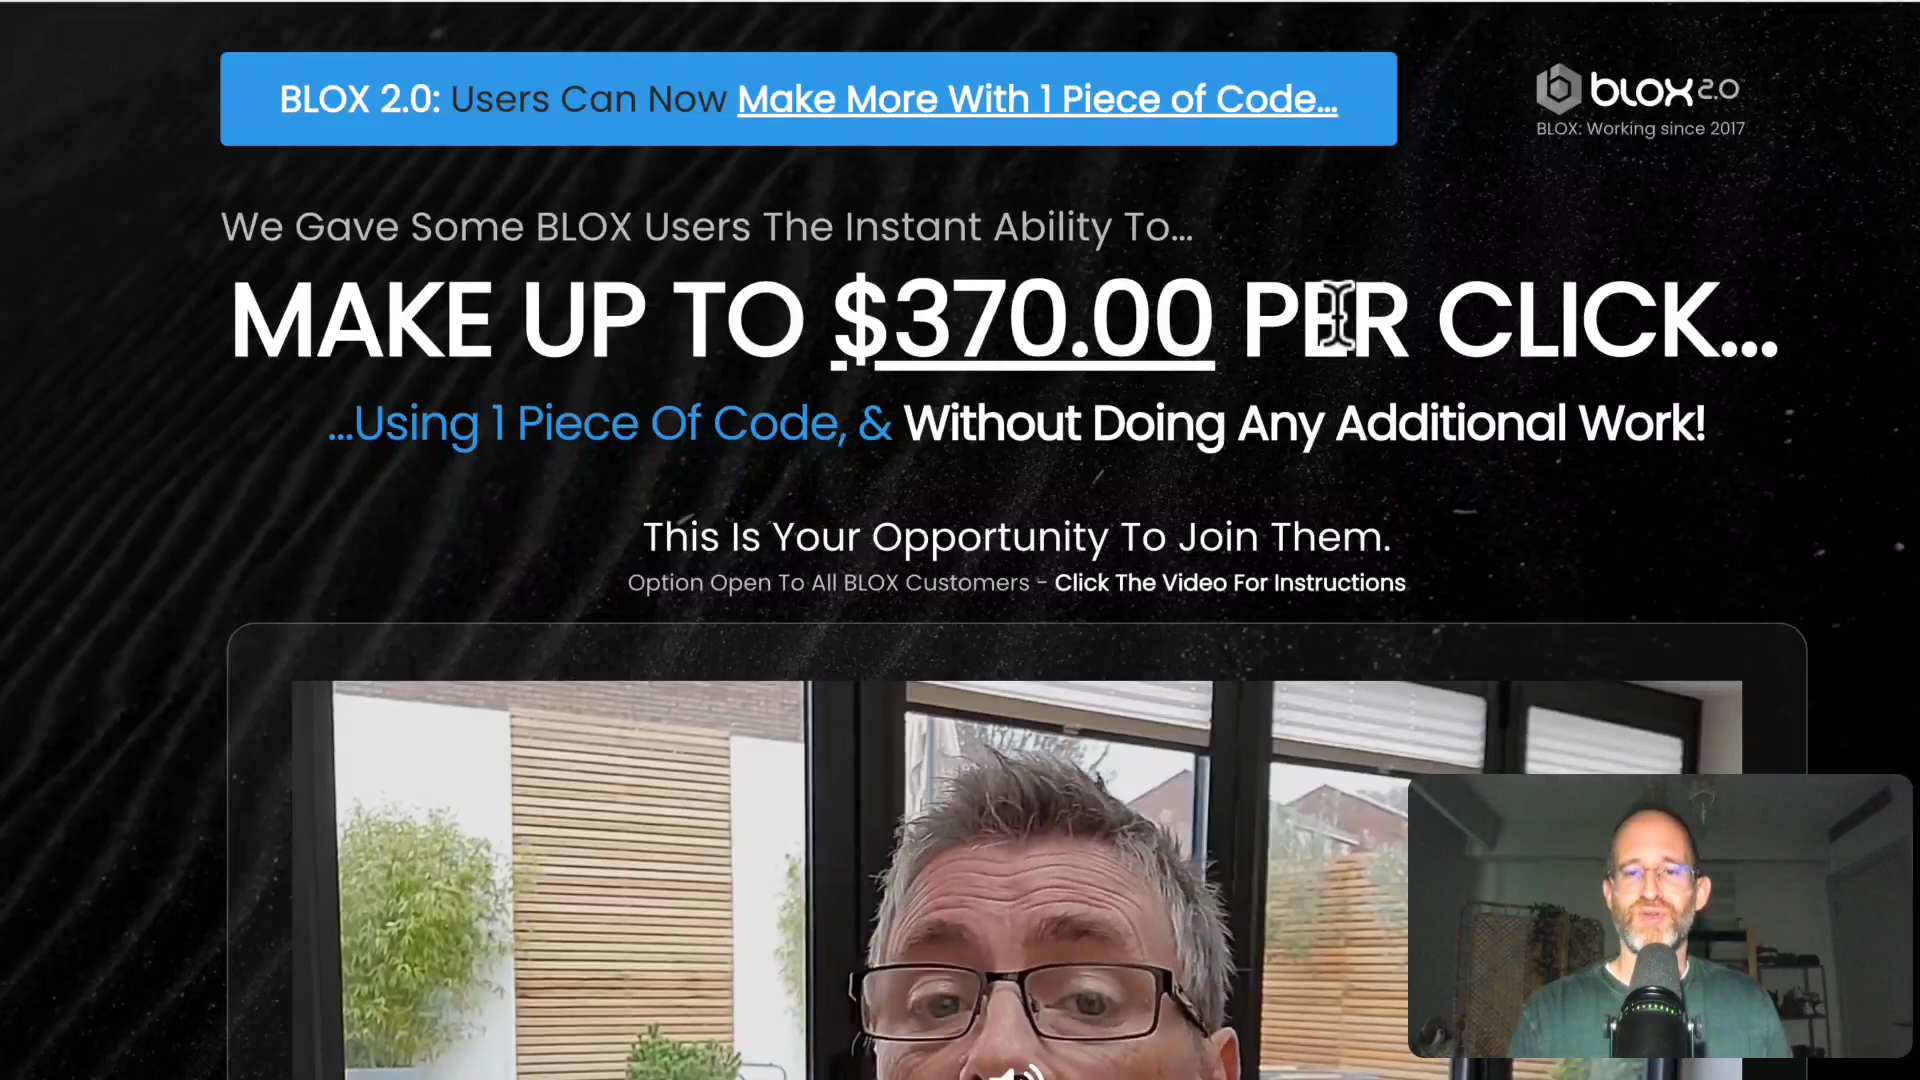 BLOX 2.0: Users Can Now Make More With 1 Piece of Code...
blox 2.0
BLOX: Working since 2017
We Gave Some BLOX Users The Instant Ability To...
MAKE UP TO $370.00 PER CLICK...
...Using 1 Piece Of Code, & Without Doing Any Additional Work!
This Is Your Opportunity To Join Them.
Option Open To All BLOX Customers - Click The Video For Instructions